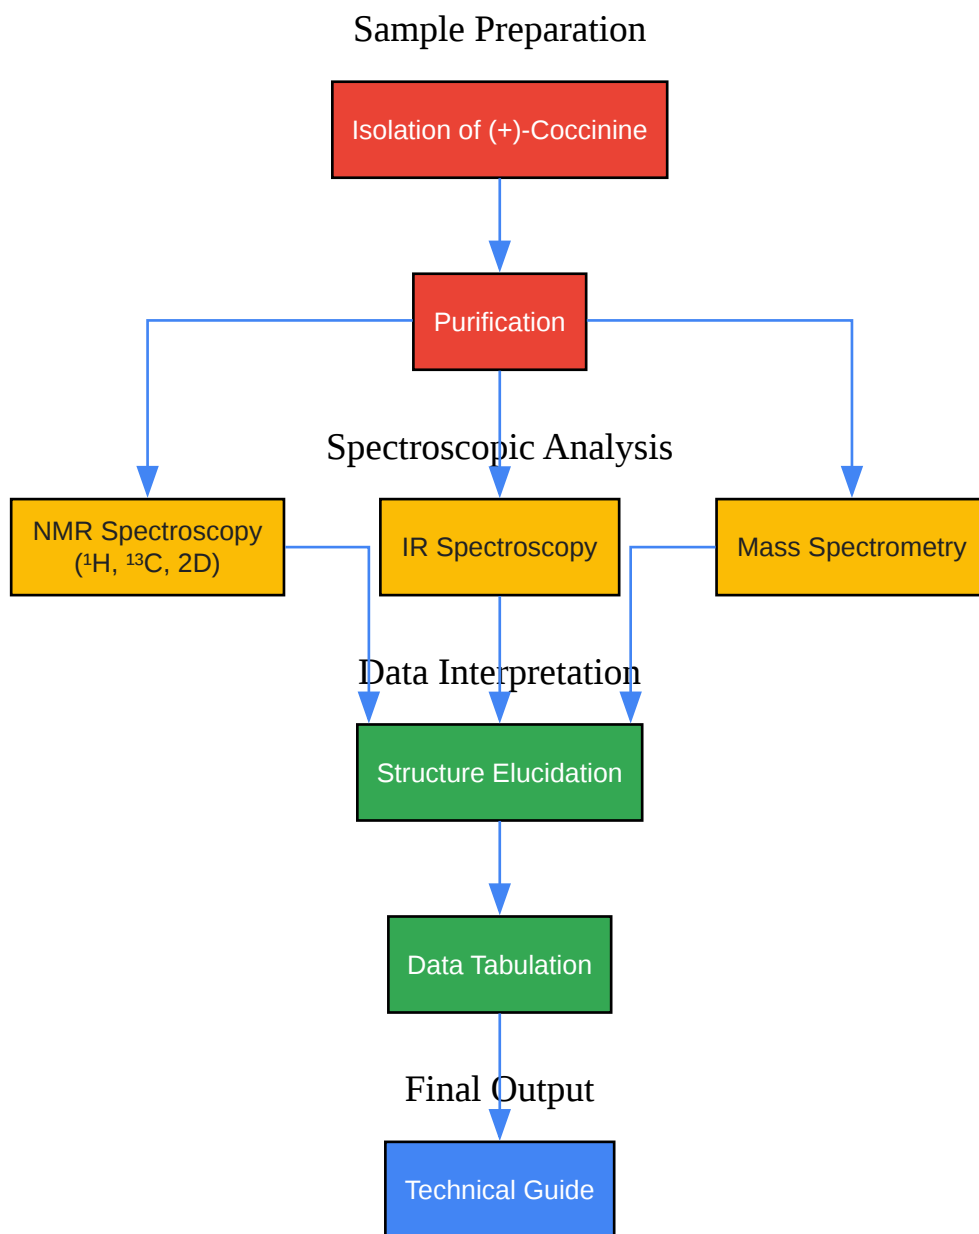 Sample Preparation
Isolation of (+)-Coccinine
Purification
Spectroscopic Analysis
NMR Spectroscopy
(¹H, ¹³C, 2D)
IR Spectroscopy
Mass Spectrometry
Data Interpretation
Structure Elucidation
Data Tabulation
Final Output
Technical Guide